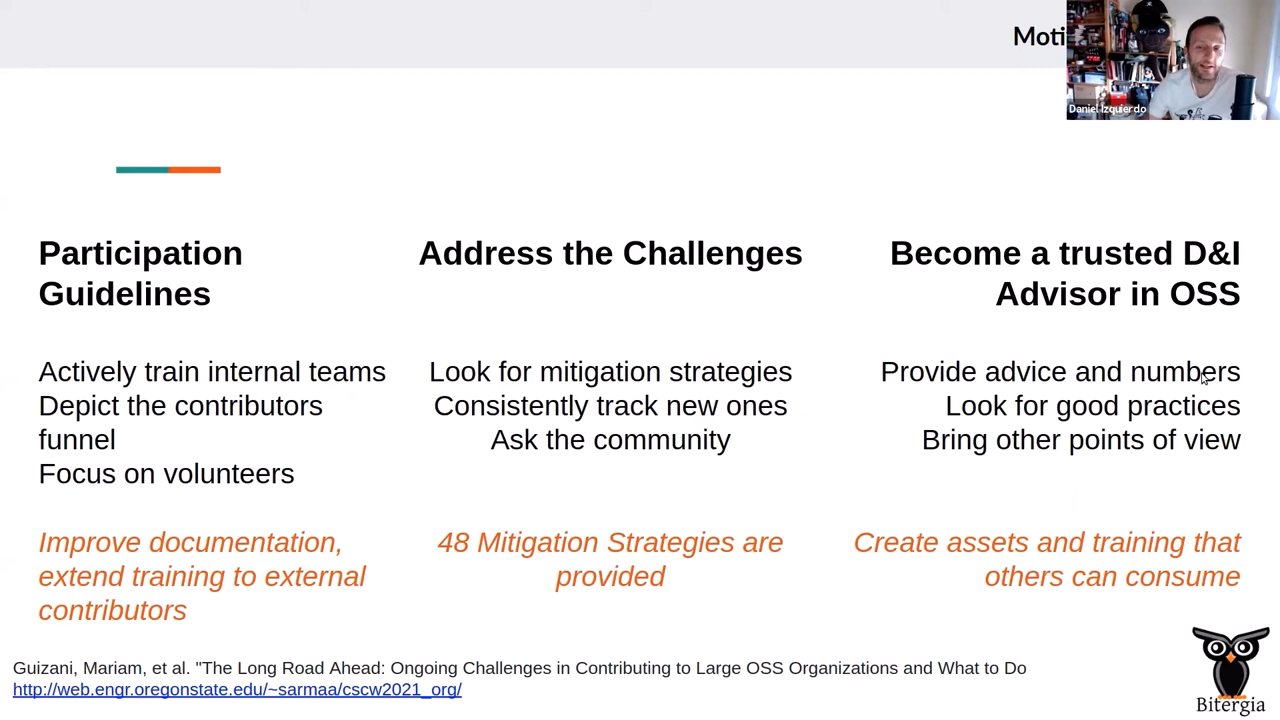 Moti
Daniel Izquierdo
Participation
Guidelines
Actively train internal teams
Depict the contributors
funnel
Focus on volunteers
Improve documentation,
extend training to external
contributors
Address the Challenges
Look for mitigation strategies
Consistently track new ones
Ask the community
48 Mitigation Strategies are
provided
Become a trusted D&I
Advisor in OSS
Provide advice and numbers
Look for good practices
Bring other points of view
Create assets and training that
others can consume
Guizani, Mariam, et al. "The Long Road Ahead: Ongoing Challenges in Contributing to Large OSS Organizations and What to Do
http://web.engr.oregonstate.edu/~sarmaa/cscw2021_org/
Bitergia